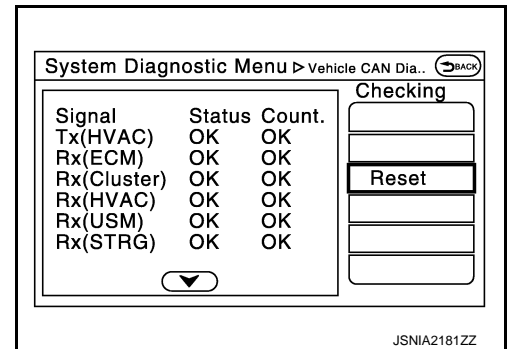 System Diagnostic Menu ▷ Vehicle CAN Dia.. BACK
Checking
Signal Status Count.
Tx(HVAC) OK OK
Rx(ECM) OK OK
Rx(Cluster) OK OK
Rx(HVAC) OK OK
Rx(USM) OK OK
Rx(STRG) OK OK
Reset
JSNIA2181ZZ